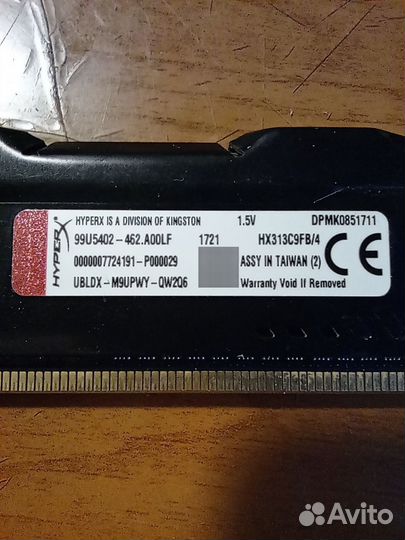 HYPERX
HYPERX IS A DIVISION OF KINGSTON 1.5V DPMK0851711
99U5402-462.A00LF 1721 HX313C9FB/4
0000007724191-P000029 ASSY IN TAIWAN (2)
UBLDX-M9UPWY-QW2Q6 Warranty Void If Removed
Avito